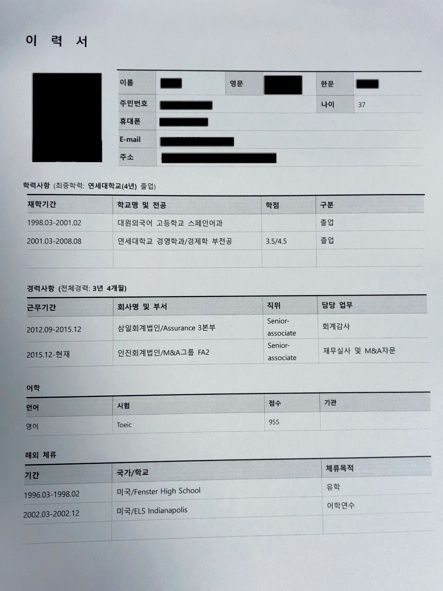 이 력 서
이름 영문 한문
주민번호 나이 37
휴대폰
E-mail
주소
학력사항 (최종학력: 연세대학교(4년) 졸업)
재학기간 학교명 및 전공 학점 구분
1998.03-2001.02 대원외국어 고등학교 스페인어과 졸업
2001.03-2008.08 연세대학교 경영학과/경제학 부전공 3.5/4.5 졸업
경력사항 (전체경력: 3년 4개월)
근무기간 회사명 및 부서 직위 담당 업무
2012.09-2015.12 삼일회계법인/Assurance 3본부 Senior-associate 회계감사
2015.12-현재 안진회계법인/M&A그룹 FA2 Senior-associate 재무실사 및 M&A자문
어학
언어 시험 점수 기관
영어 Toeic 955
해외 체류
기간 국가/학교 체류목적
1996.03-1998.02 미국/Fenster High School 유학
2002.03-2002.12 미국/ELS Indianapolis 어학연수